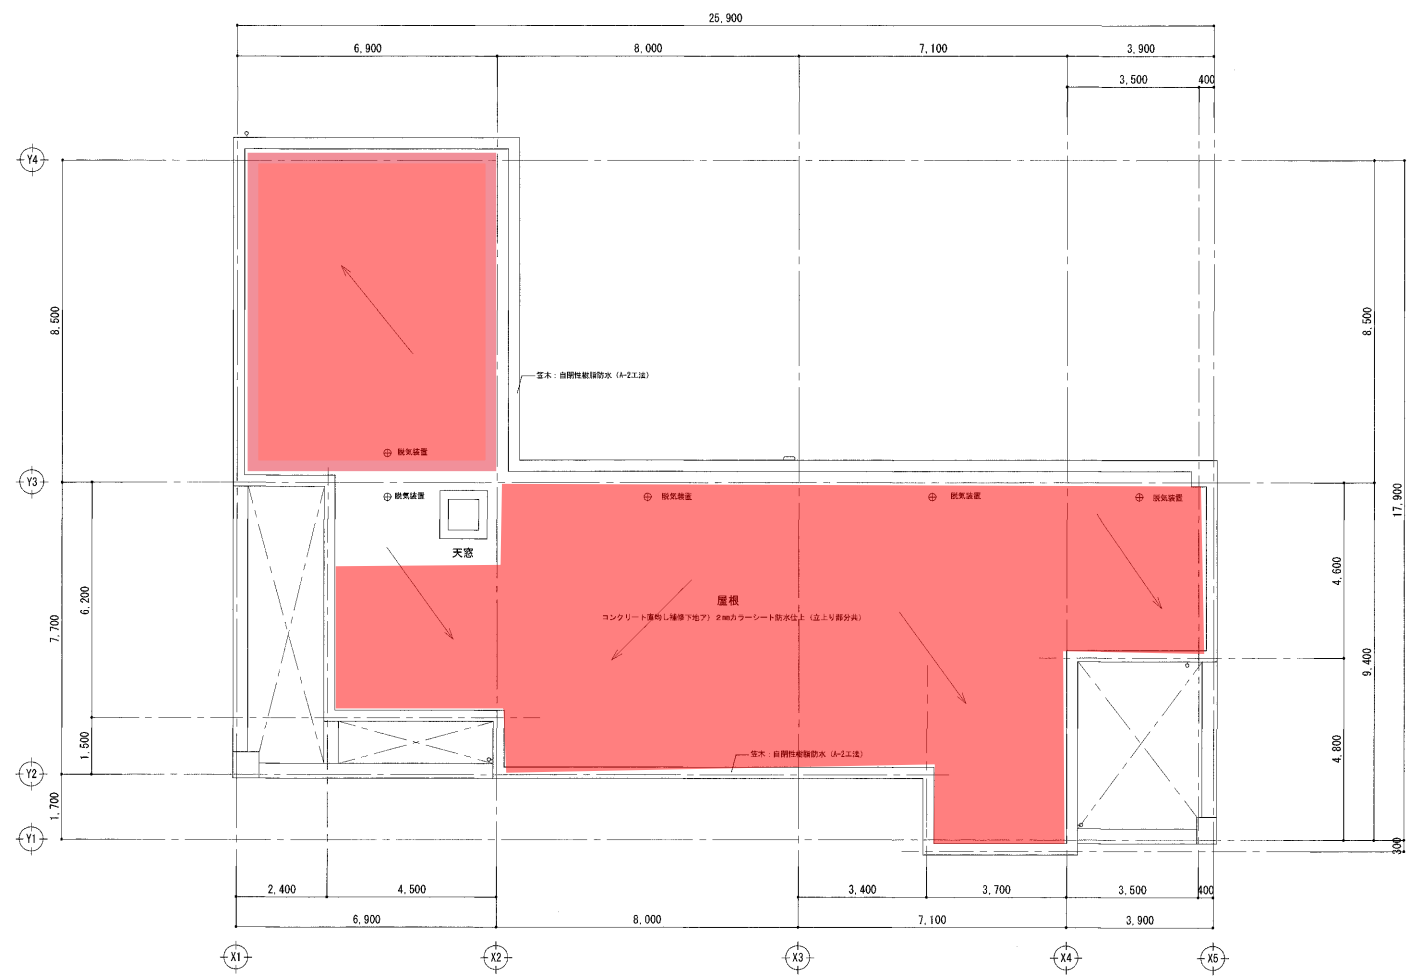 25,900
6,900
8,000
7,100
3,900
3,500
400
Y4
8,500
8,500
笠木：自閉性樹脂防水（A-2工法）
脱気装置
Y3
脱気装置
脱気装置
脱気装置
脱気装置
17,900
天窓
4,600
6,200
屋根
コンクリート直均し補修下地ア）2mmカラーシート防水仕上（立上り部分共）
7,700
9,400
1,500
4,800
笠木：自閉性樹脂防水（A-2工法）
Y2
1,700
Y1
300
2,400
4,500
3,400
3,700
3,500
400
6,900
8,000
7,100
3,900
X1
X2
X3
X4
X5